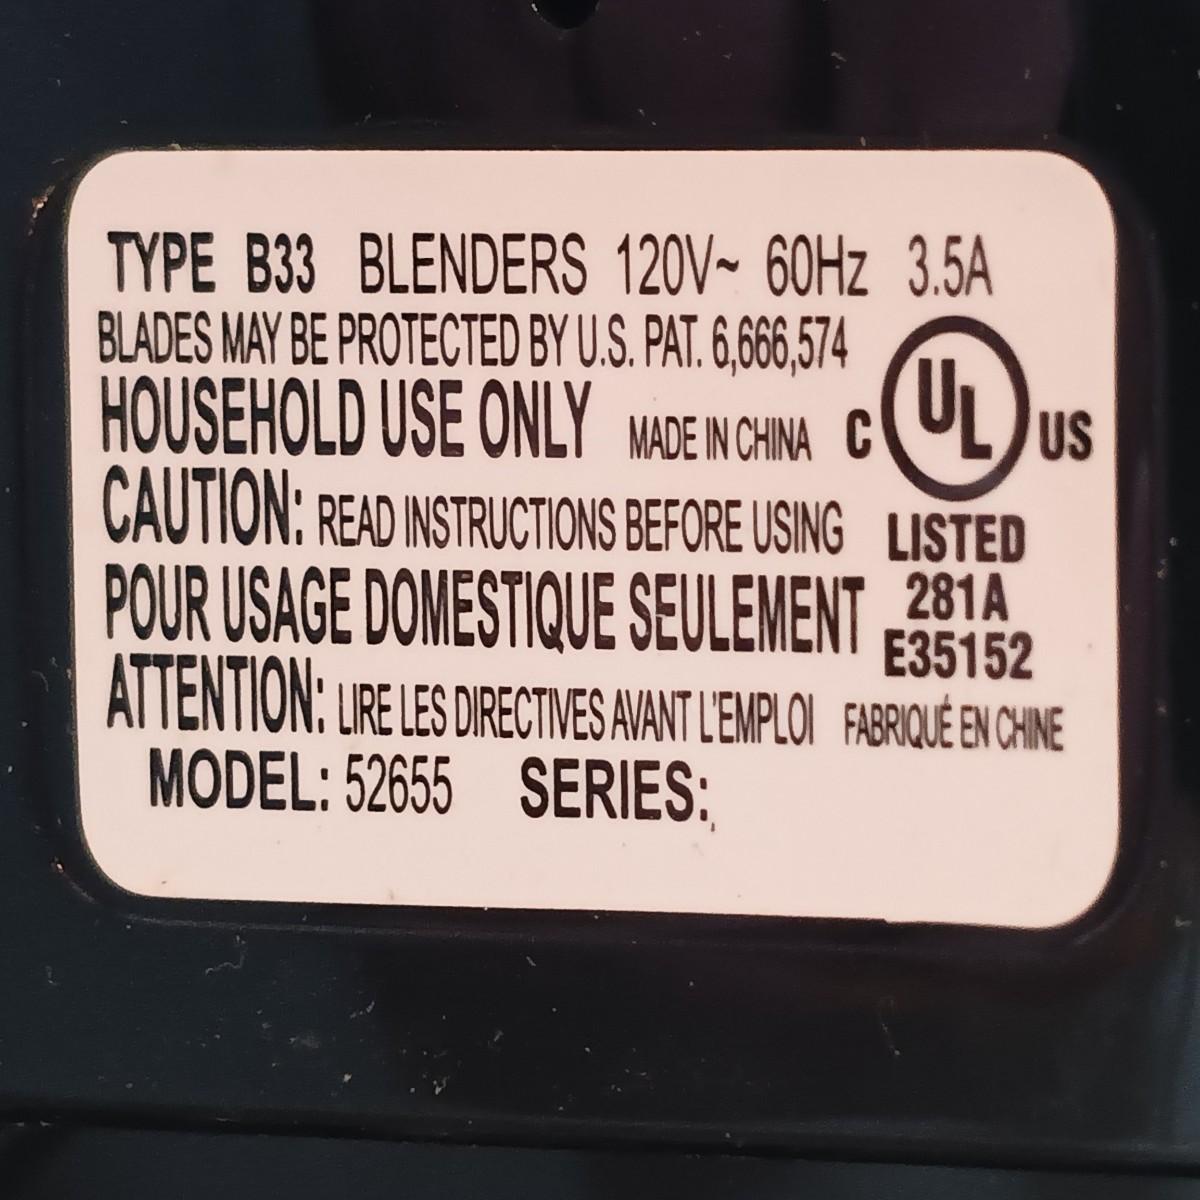 TYPE B33 BLENDERS 120V~ 60Hz 3.5A
BLADES MAY BE PROTECTED BY U.S. PAT. 6,666,574
HOUSEHOLD USE ONLY MADE IN CHINA
C UL US
CAUTION: READ INSTRUCTIONS BEFORE USING
LISTED
281A
E35152
POUR USAGE DOMESTIQUE SEULEMENT
ATTENTION: LIRE LES DIRECTIVES AVANT L'EMPLOI FABRIQUÉ EN CHINE
MODEL: 52655 SERIES: